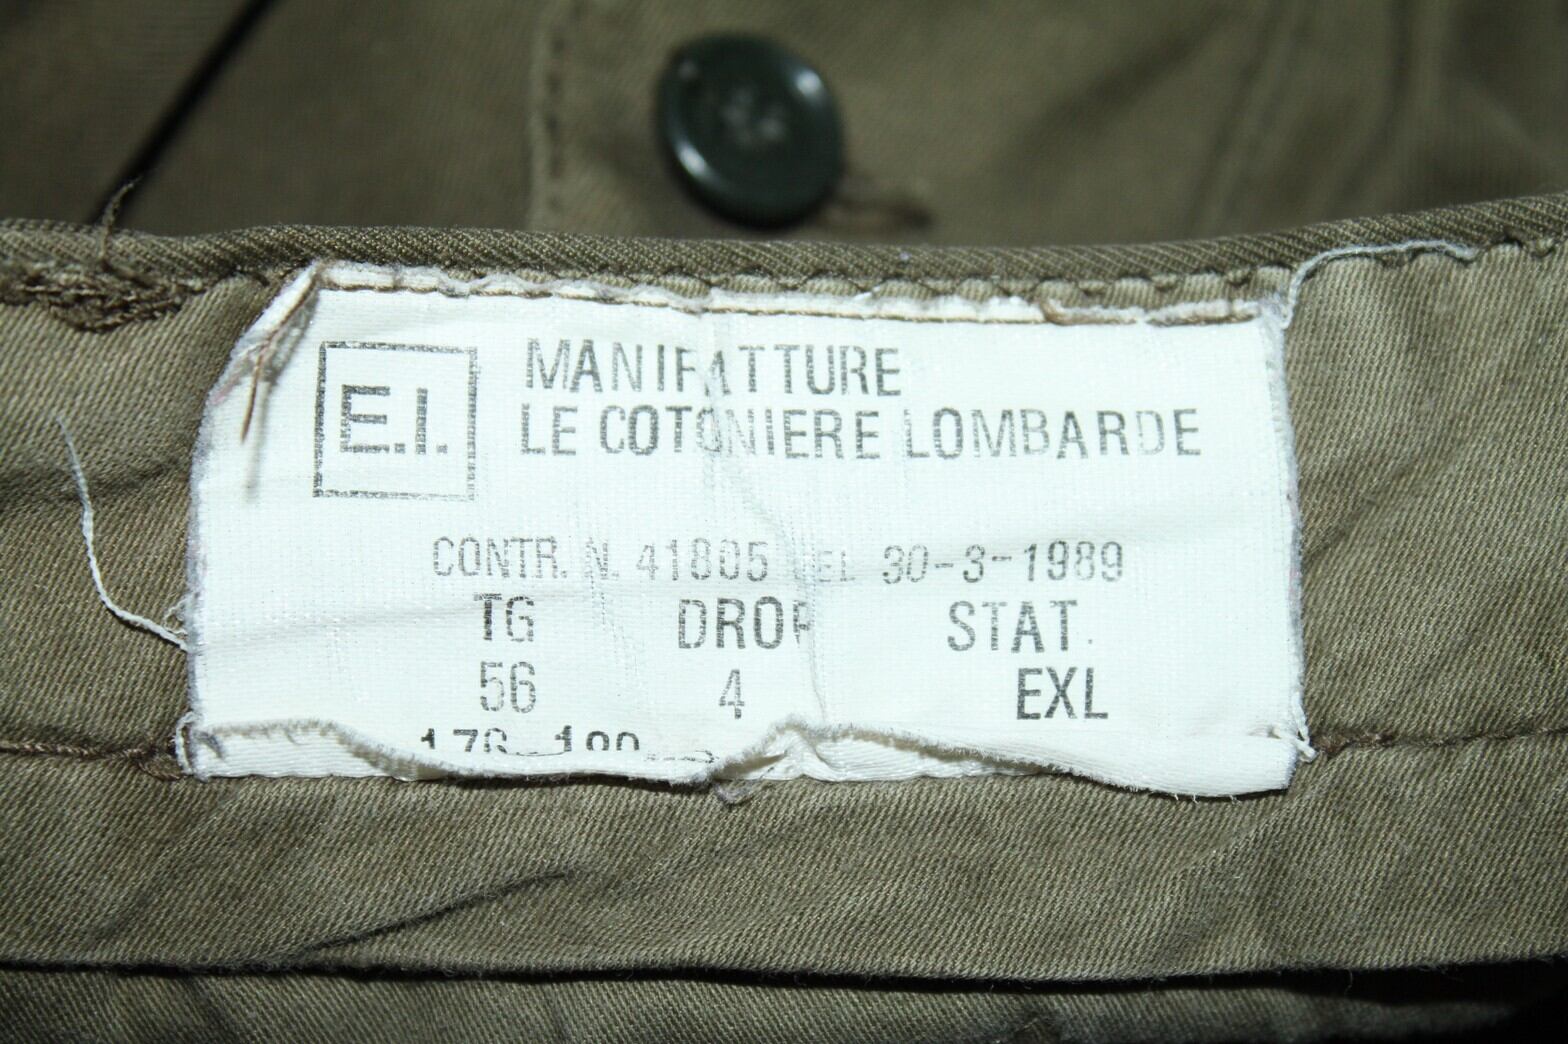 E.I.
MANIFATTURE
LE COTONIERE LOMBARDE
CONTR. N. 41805 DEL 30-3-1989
TG DROP STAT.
56 4 EXL